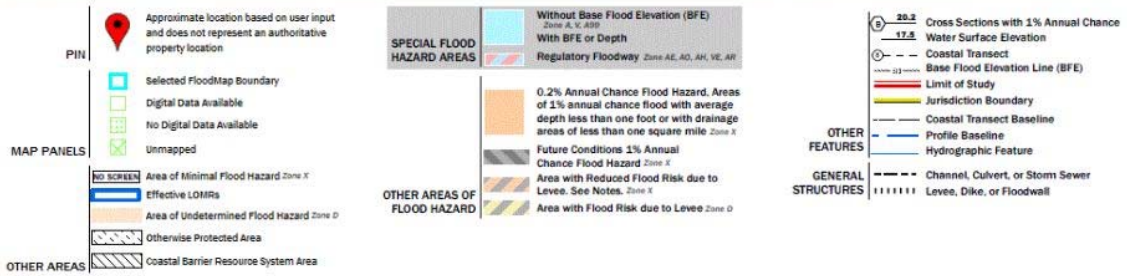 PIN
Approximate location based on user input
and does not represent an authoritative
property location
MAP PANELS
Selected FloodMap Boundary
Digital Data Available
No Digital Data Available
Unmapped
OTHER AREAS
NO SCREEN Area of Minimal Flood Hazard Zone X
Effective LOMRs
Area of Undetermined Flood Hazard Zone D
Otherwise Protected Area
Coastal Barrier Resource System Area
SPECIAL FLOOD
HAZARD AREAS
Without Base Flood Elevation (BFE)
Zone A, V, A99
With BFE or Depth
Regulatory Floodway Zone AE, AO, AH, VE, AR
OTHER AREAS OF
FLOOD HAZARD
0.2% Annual Chance Flood Hazard, Areas
of 1% annual chance flood with average
depth less than one foot or with drainage
areas of less than one square mile Zone X
Future Conditions 1% Annual
Chance Flood Hazard Zone X
Area with Reduced Flood Risk due to
Levee. See Notes. Zone X
Area with Flood Risk due to Levee Zone D
OTHER
FEATURES
B 20.2 Cross Sections with 1% Annual Chance
17.5 Water Surface Elevation
8 Coastal Transect
513 Base Flood Elevation Line (BFE)
Limit of Study
Jurisdiction Boundary
Coastal Transect Baseline
Profile Baseline
Hydrographic Feature
GENERAL
STRUCTURES
Channel, Culvert, or Storm Sewer
Levee, Dike, or Floodwall